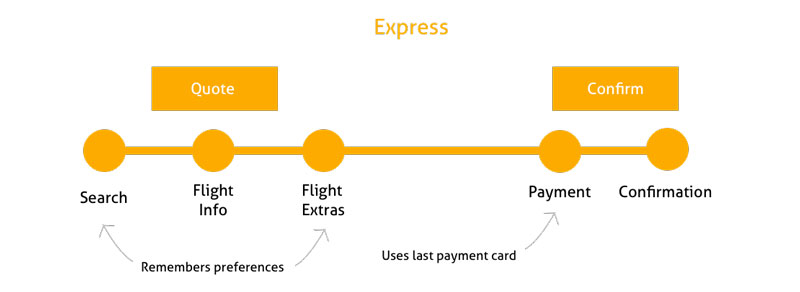 Express
Quote
Confirm
Search
Flight
Info
Flight
Extras
Payment
Confirmation
Remembers preferences
Uses last payment card